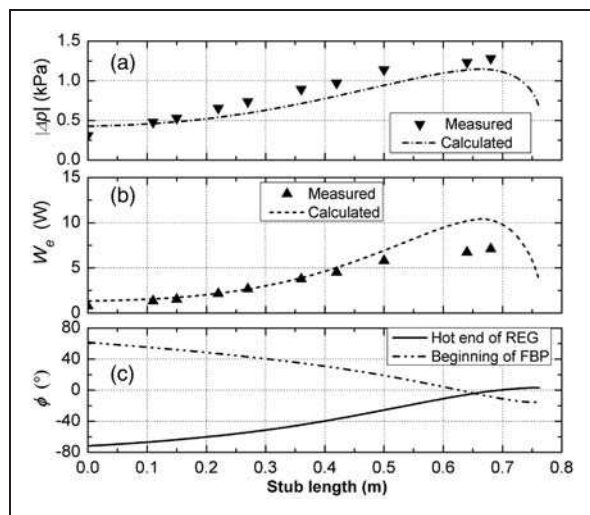 (a)
|Δp| (kPa)
1.5
1.0
0.5
0.0
Measured
Calculated
(b)
W_e (W)
15
10
5
0
Measured
Calculated
(c)
ϕ (°)
80
40
0
-40
-80
Hot end of REG
Beginning of FBP
0.0 0.1 0.2 0.3 0.4 0.5 0.6 0.7 0.8
Stub length (m)